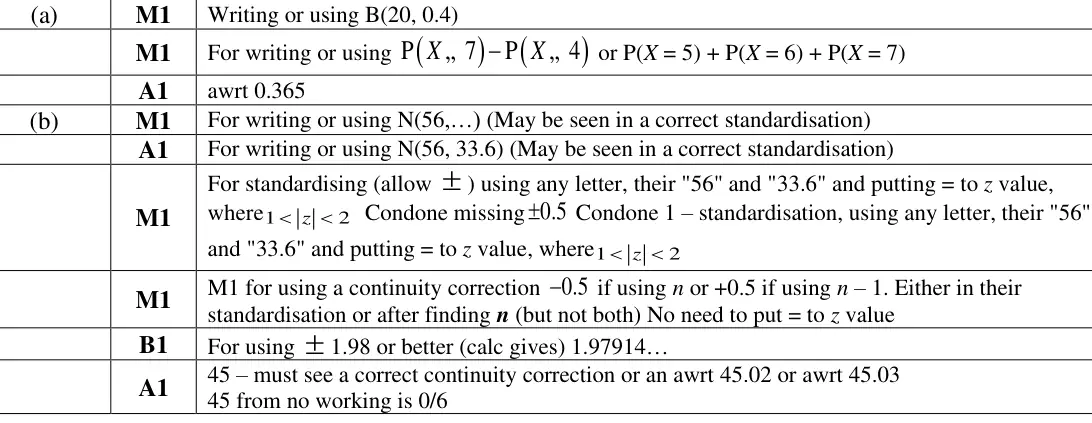 (a) M1 Writing or using B(20, 0.4)
M1 For writing or using P(X ,, 7)−P(X ,, 4) or P(X = 5) + P(X = 6) + P(X = 7)
A1 awrt 0.365
(b) M1 For writing or using N(56,…) (May be seen in a correct standardisation)
A1 For writing or using N(56, 33.6) (May be seen in a correct standardisation)
For standardising (allow ± ) using any letter, their "56" and "33.6" and putting = to z value,
M1 where 1 < |z| < 2 Condone missing ±0.5 Condone 1 – standardisation, using any letter, their "56"
and "33.6" and putting = to z value, where 1 < |z| < 2
M1 M1 for using a continuity correction −0.5 if using n or +0.5 if using n – 1. Either in their
standardisation or after finding n (but not both) No need to put = to z value
B1 For using ± 1.98 or better (calc gives) 1.97914…
A1 45 – must see a correct continuity correction or an awrt 45.02 or awrt 45.03
45 from no working is 0/6